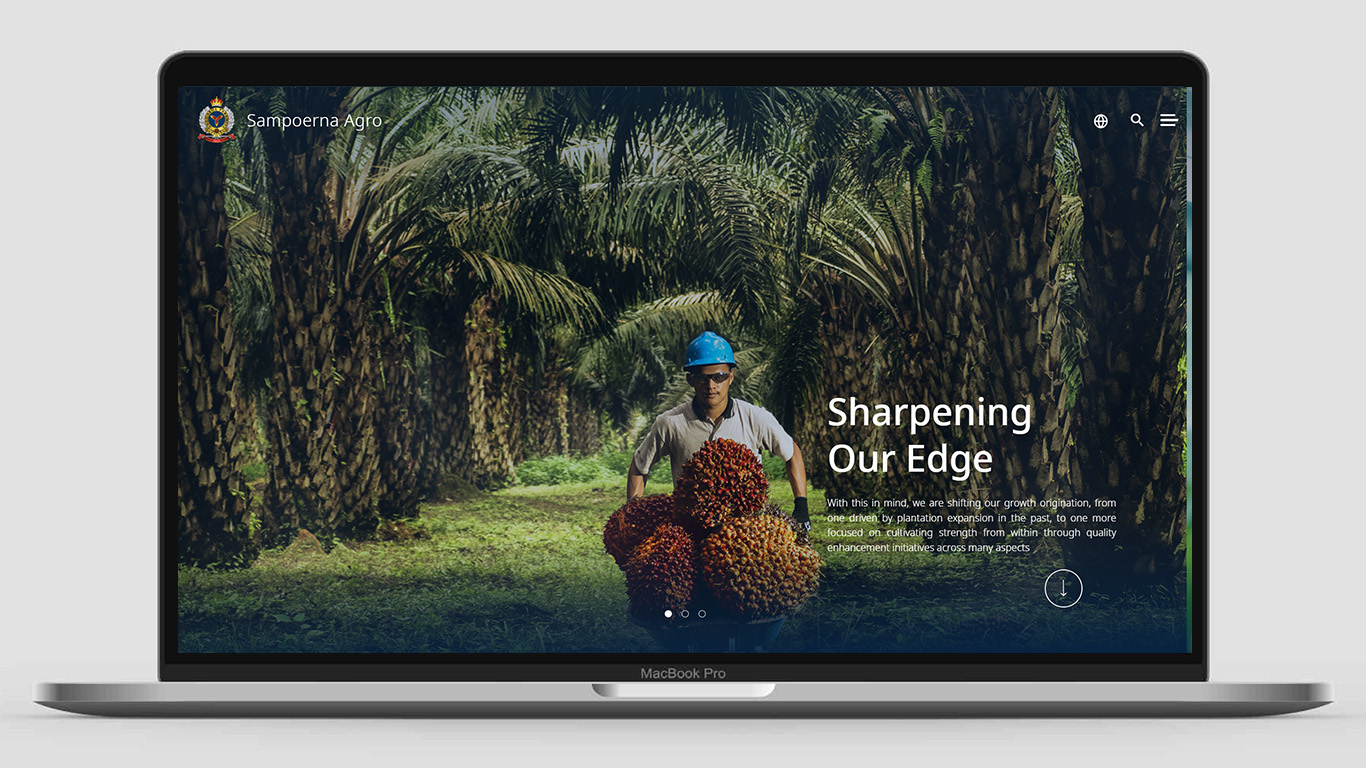 Sampoerna Agro
Sharpening
Our Edge
With this in mind, we are shifting our growth origination, from
one driven by plantation expansion in the past, to one more
focused on cultivating strength from within through quality
enhancement initiatives across many aspects
MacBook Pro